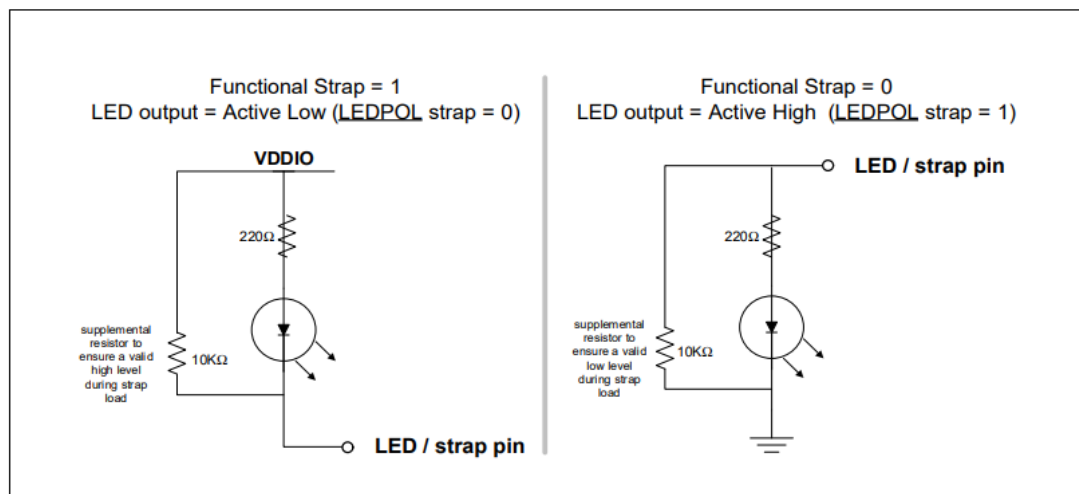 Functional Strap = 1
LED output = Active Low (LEDPOL strap = 0)
VDDIO
220Ω
supplemental
resistor to
ensure a valid
high level
during strap
load
10KΩ
LED / strap pin
Functional Strap = 0
LED output = Active High (LEDPOL strap = 1)
LED / strap pin
220Ω
supplemental
resistor to
ensure a valid
low level
during strap
load
10KΩ